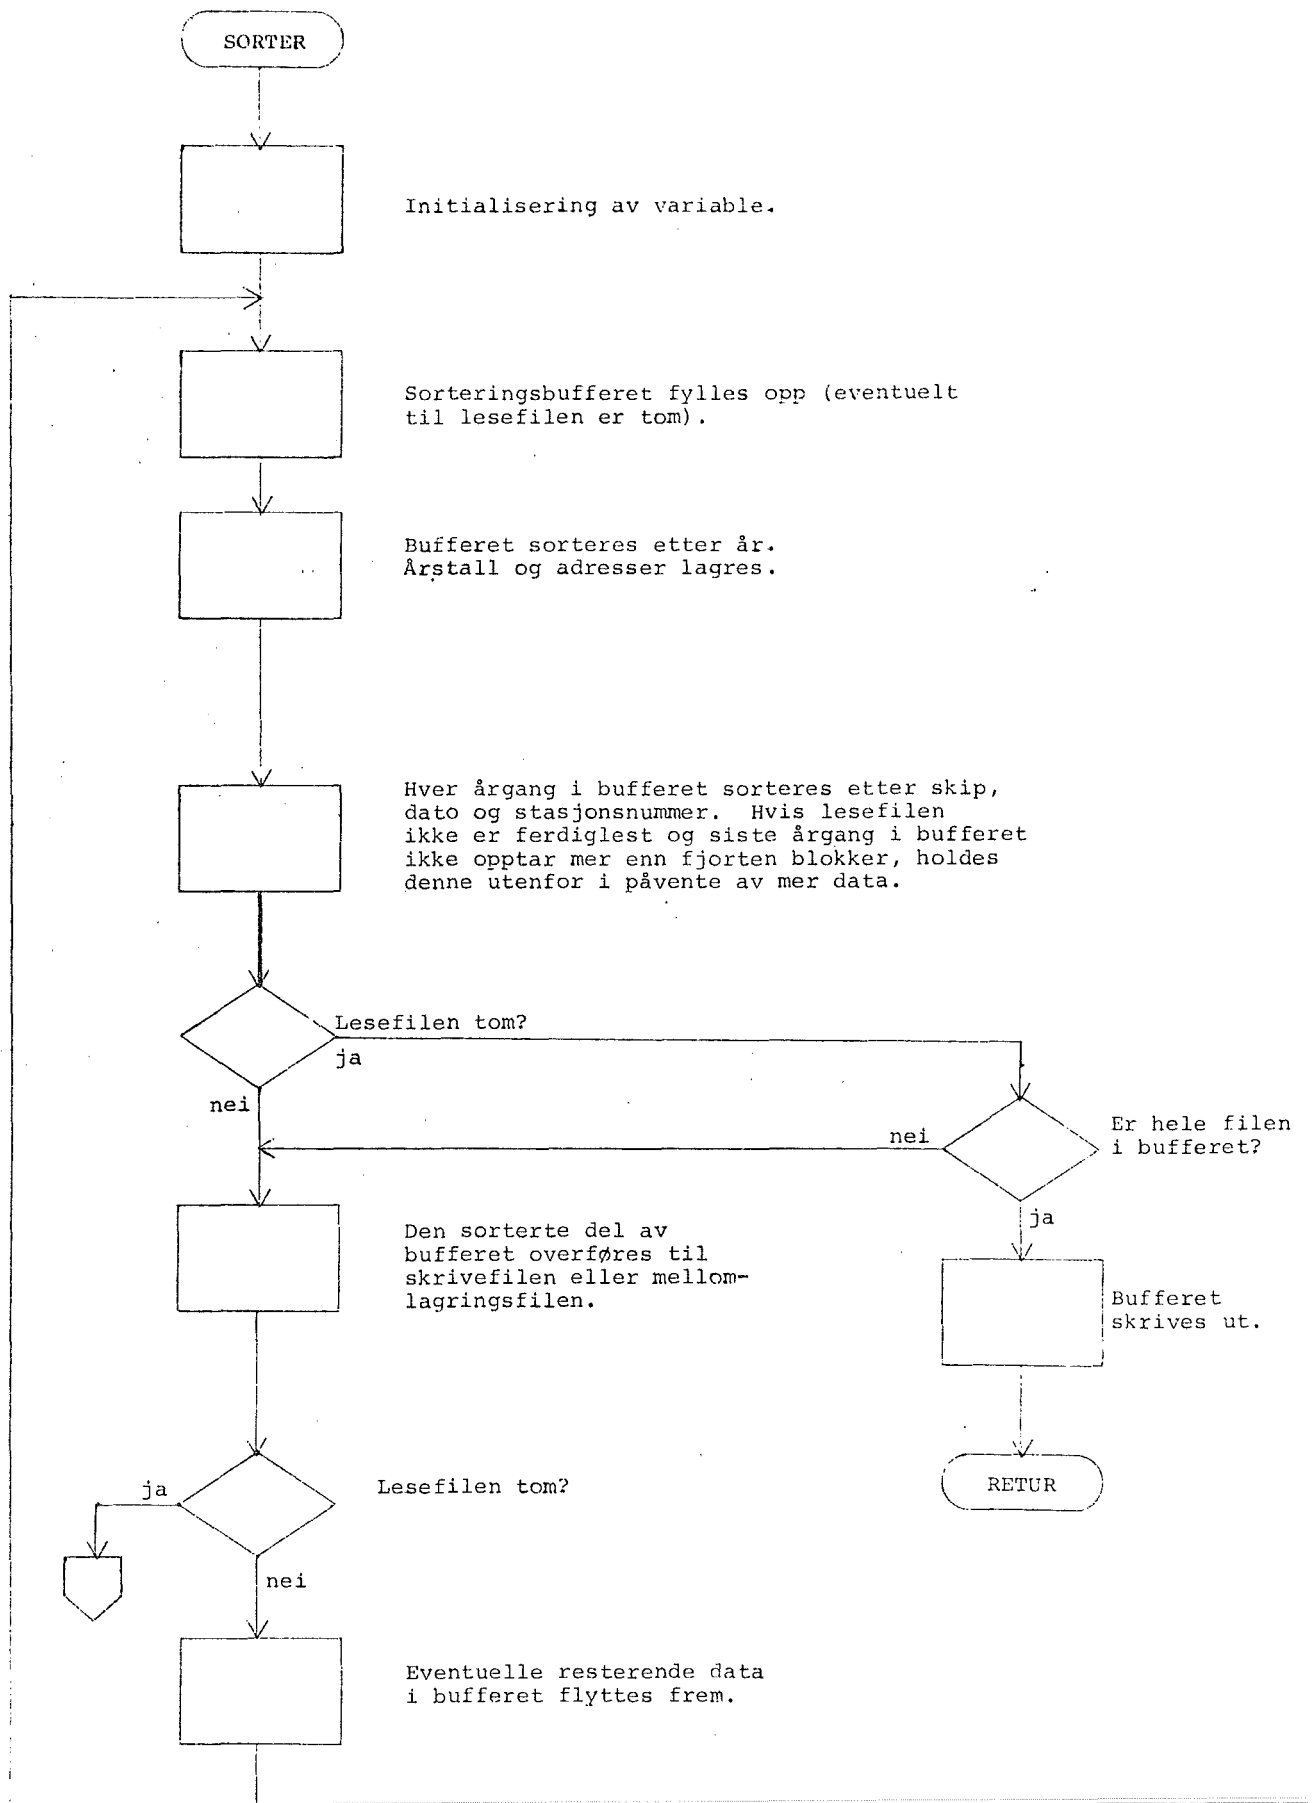 SORTER
Initialisering av variable.
Sorteringsbufferet fylles opp (eventuelt
til lesefilen er tom).
Bufferet sorteres etter år.
Årstall og adresser lagres.
Hver årgang i bufferet sorteres etter skip,
dato og stasjonsnummer. Hvis lesefilen
ikke er ferdiglest og siste årgang i bufferet
ikke opptar mer enn fjorten blokker, holdes
denne utenfor i påvente av mer data.
Lesefilen tom?
ja
nei
nei
Er hele filen
i bufferet?
ja
Den sorterte del av
bufferet overføres til
skrivefilen eller mellom-
lagringsfilen.
Bufferet
skrives ut.
RETUR
Lesefilen tom?
ja
nei
Eventuelle resterende data
i bufferet flyttes frem.